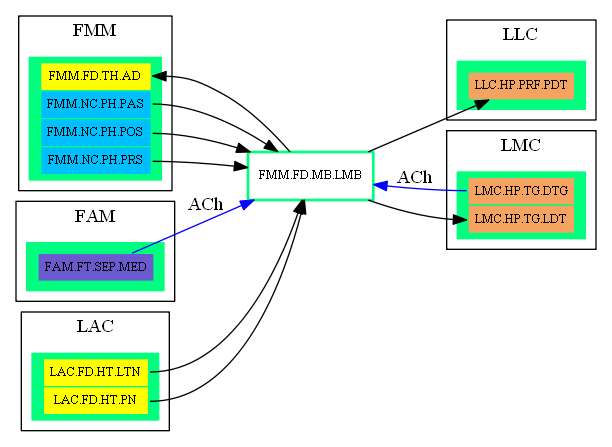 FMM
FMM.FD.TH.AD
FMM.NC.PH.PAS
FMM.NC.PH.POS
FMM.NC.PH.PRS
FAM
ACh
FAM.FT.SEP.MED
LAC
LAC.FD.HT.LTN
LAC.FD.HT.PN
FMM.FD.MB.LMB
LLC
LLC.HP.PRF.PDT
LMC
ACh
LMC.HP.TG.DTG
LMC.HP.TG.LDT